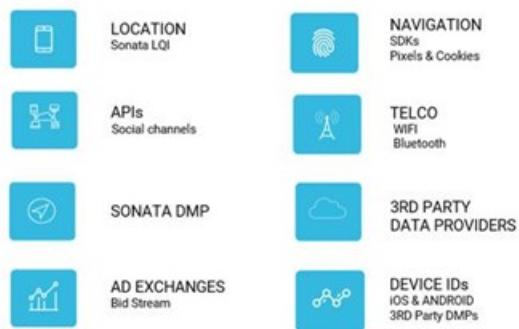 LOCATION
Sonata LQI
NAVIGATION
SDKs
Pixels & Cookies
APIs
Social channels
TELCO
WIFI
Bluetooth
SONATA DMP
3RD PARTY
DATA PROVIDERS
AD EXCHANGES
Bid Stream
DEVICE IDs
iOS & ANDROID
3RD Party DMPs